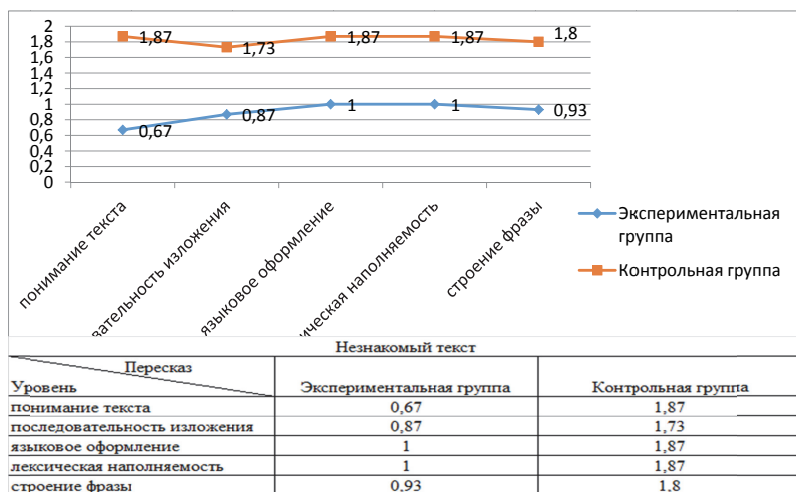 2
1,8
1,6
1,4
1,2
1
0,8
0,6
0,4
0,2
0
1,87
1,73
1,87
1,87
1,8
0,67
0,87
1
1
0,93
понимание текста
вательность изложения
языковое оформление
ическая наполняемость
строение фразы
Экспериментальная
группа
Контрольная группа
Незнакомый текст
Пересказ
Уровень Экспериментальная группа Контрольная группа
понимание текста 0,67 1,87
последовательность изложения 0,87 1,73
языковое оформление 1 1,87
лексическая наполняемость 1 1,87
строение фразы 0,93 1,8